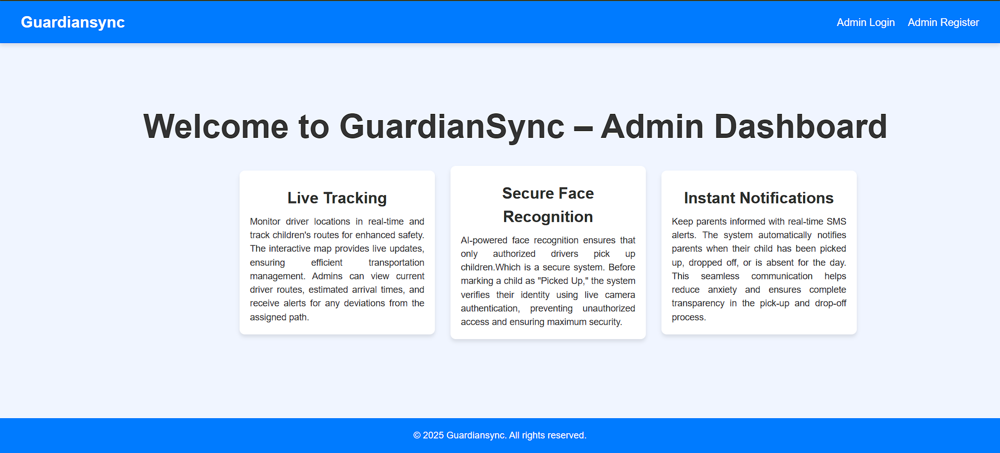 Guardiansync
Admin Login Admin Register
Welcome to GuardianSync – Admin Dashboard
Live Tracking
Monitor driver locations in real-time and
track children's routes for enhanced safety.
The interactive map provides live updates,
ensuring efficient transportation
management. Admins can view current
driver routes, estimated arrival times, and
receive alerts for any deviations from the
assigned path.
Secure Face
Recognition
AI-powered face recognition ensures that
only authorized drivers pick up
children.Which is a secure system. Before
marking a child as "Picked Up," the system
verifies their identity using live camera
authentication, preventing unauthorized
access and ensuring maximum security.
Instant Notifications
Keep parents informed with real-time SMS
alerts. The system automatically notifies
parents when their child has been picked
up, dropped off, or is absent for the day.
This seamless communication helps
reduce anxiety and ensures complete
transparency in the pick-up and drop-off
process.
© 2025 Guardiansync. All rights reserved.